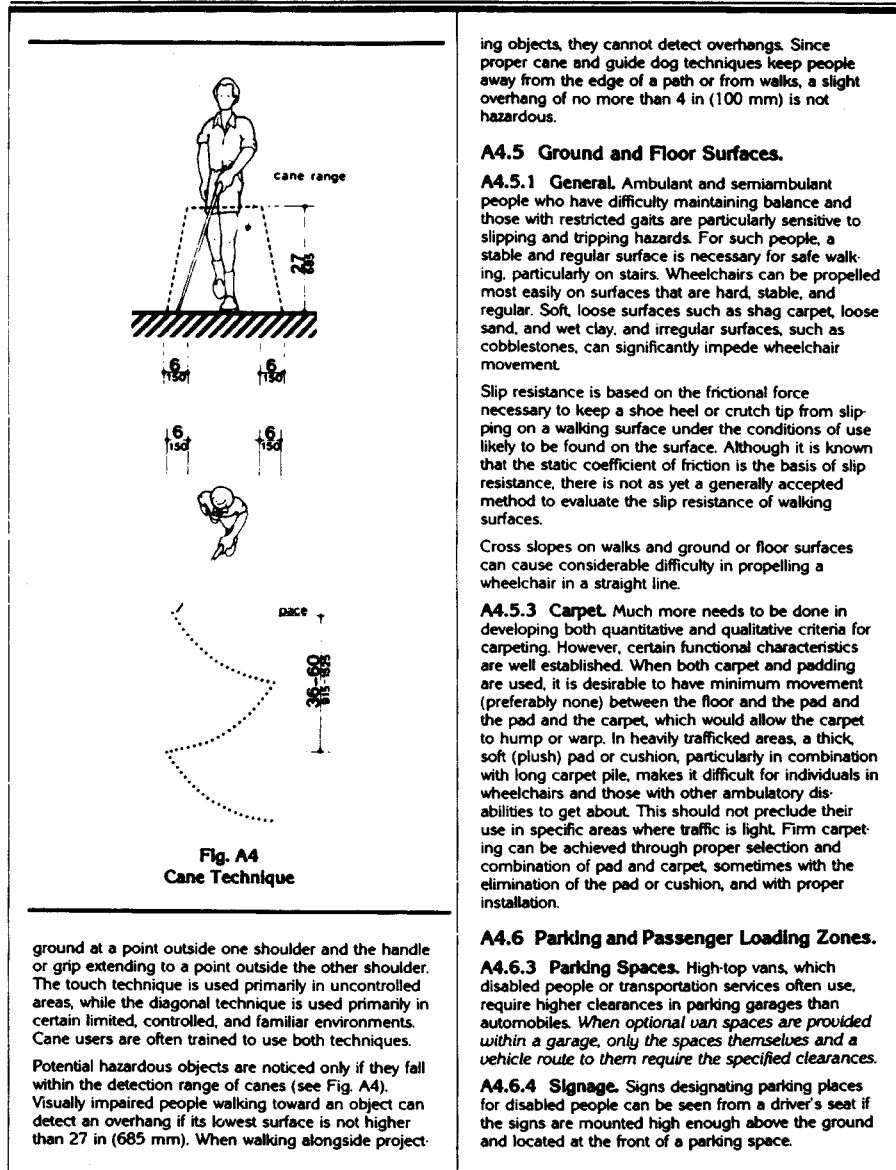 cane range
27
685
6
150
6
150
6
150
6
150
pace
36-60
915-1525
Fig. A4
Cane Technique
ground at a point outside one shoulder and the handle
or grip extending to a point outside the other shoulder.
The touch technique is used primarily in uncontrolled
areas, while the diagonal technique is used primarily in
certain limited, controlled, and familiar environments.
Cane users are often trained to use both techniques.
Potential hazardous objects are noticed only if they fall
within the detection range of canes (see Fig. A4).
Visually impaired people walking toward an object can
detect an overhang if its lowest surface is not higher
than 27 in (685 mm). When walking alongside project-
ing objects, they cannot detect overhangs. Since
proper cane and guide dog techniques keep people
away from the edge of a path or from walks, a slight
overhang of no more than 4 in (100 mm) is not
hazardous.
A4.5 Ground and Floor Surfaces.
A4.5.1 General. Ambulant and semiambulant
people who have difficulty maintaining balance and
those with restricted gaits are particularly sensitive to
slipping and tripping hazards. For such people, a
stable and regular surface is necessary for safe walk-
ing, particularly on stairs. Wheelchairs can be propelled
most easily on surfaces that are hard, stable, and
regular. Soft, loose surfaces such as shag carpet, loose
sand, and wet clay, and irregular surfaces, such as
cobblestones, can significantly impede wheelchair
movement.
Slip resistance is based on the frictional force
necessary to keep a shoe heel or crutch tip from slip-
ping on a walking surface under the conditions of use
likely to be found on the surface. Although it is known
that the static coefficient of friction is the basis of slip
resistance, there is not as yet a generally accepted
method to evaluate the slip resistance of walking
surfaces.
Cross slopes on walks and ground or floor surfaces
can cause considerable difficulty in propelling a
wheelchair in a straight line.
A4.5.3 Carpet. Much more needs to be done in
developing both quantitative and qualitative criteria for
carpeting. However, certain functional characteristics
are well established. When both carpet and padding
are used, it is desirable to have minimum movement
(preferably none) between the floor and the pad and
the pad and the carpet, which would allow the carpet
to hump or warp. In heavily trafficked areas, a thick,
soft (plush) pad or cushion, particularly in combination
with long carpet pile, makes it difficult for individuals in
wheelchairs and those with other ambulatory dis-
abilities to get about. This should not preclude their
use in specific areas where traffic is light. Firm carpet-
ing can be achieved through proper selection and
combination of pad and carpet, sometimes with the
elimination of the pad or cushion, and with proper
installation.
A4.6 Parking and Passenger Loading Zones.
A4.6.3 Parking Spaces. High-top vans, which
disabled people or transportation services often use,
require higher clearances in parking garages than
automobiles. When optional van spaces are provided
within a garage, only the spaces themselves and a
vehicle route to them require the specified clearances.
A4.6.4 Signage. Signs designating parking places
for disabled people can be seen from a driver's seat if
the signs are mounted high enough above the ground
and located at the front of a parking space.